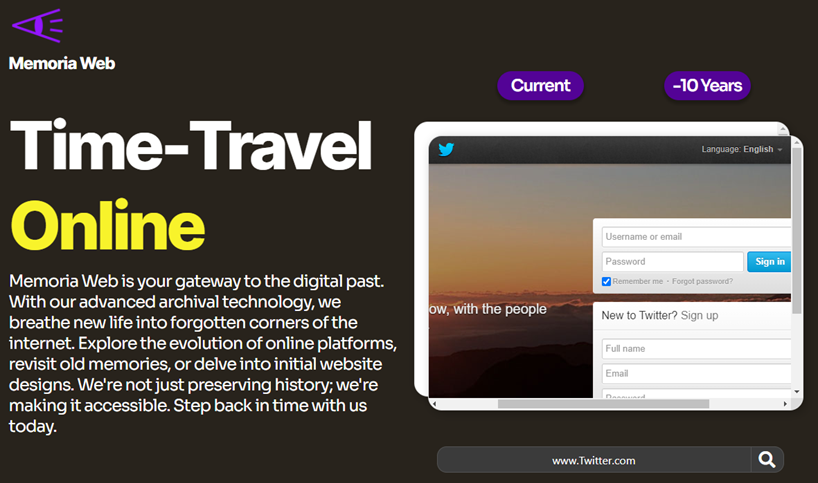 Memoria Web
Current
-10 Years
Time-Travel
Online
Memoria Web is your gateway to the digital past.
With our advanced archival technology, we
breathe new life into forgotten corners of the
internet. Explore the evolution of online platforms,
revisit old memories, or delve into initial website
designs. We're not just preserving history; we're
making it accessible. Step back in time with us
today.
Language: English
Username or email
Password
Sign in
Remember me · Forgot password?
ow, with the people
New to Twitter? Sign up
Full name
Email
Password
www.Twitter.com